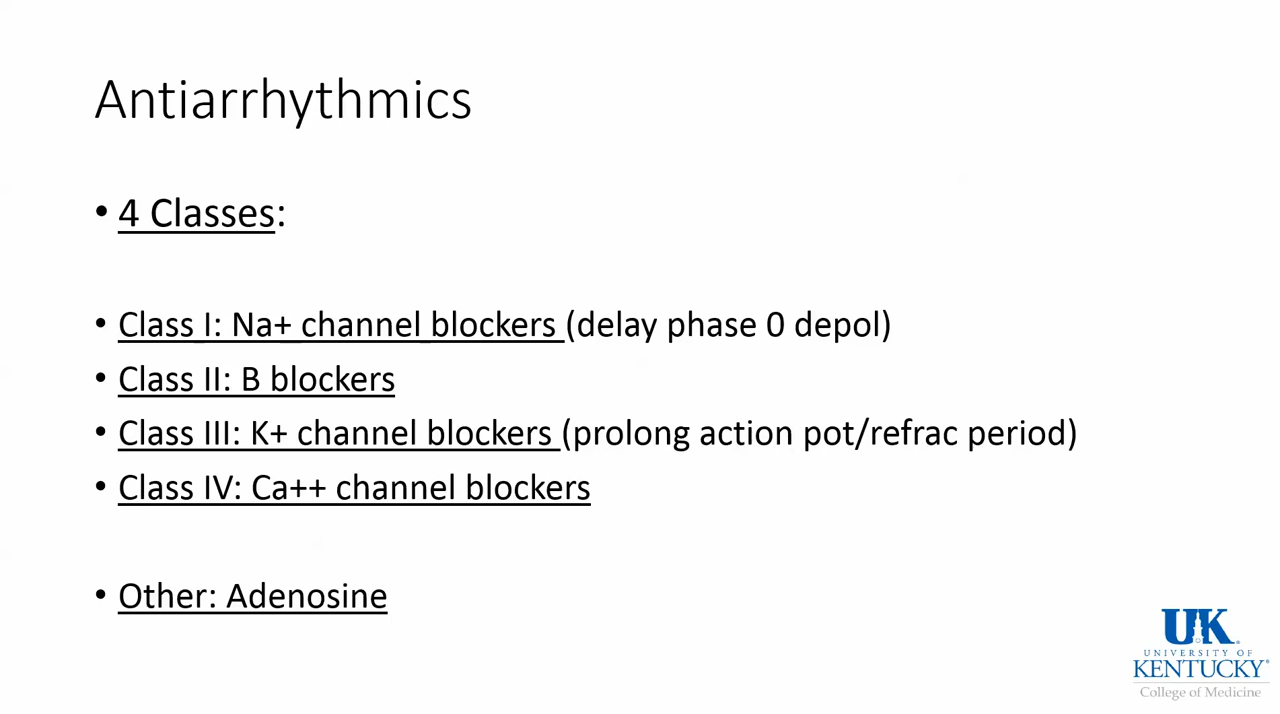 Antiarrhythmics
• 4 Classes:
• Class I: Na+ channel blockers (delay phase 0 depol)
• Class II: B blockers
• Class III: K+ channel blockers (prolong action pot/refrac period)
• Class IV: Ca++ channel blockers
• Other: Adenosine
UK
UNIVERSITY OF
KENTUCKY®
College of Medicine